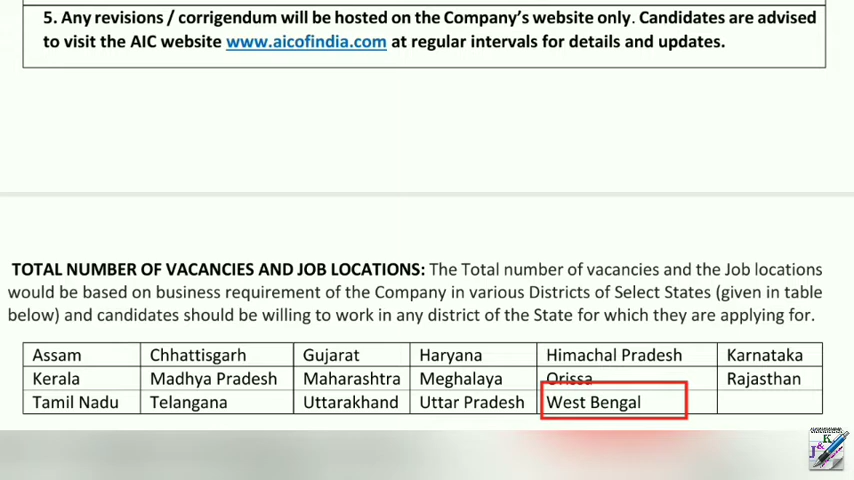 5. Any revisions / corrigendum will be hosted on the Company's website only. Candidates are advised
to visit the AIC website www.aicofindia.com at regular intervals for details and updates.
TOTAL NUMBER OF VACANCIES AND JOB LOCATIONS: The Total number of vacancies and the Job locations
would be based on business requirement of the Company in various Districts of Select States (given in table
below) and candidates should be willing to work in any district of the State for which they are applying for.
Assam Chhattisgarh Gujarat Haryana Himachal Pradesh Karnataka
Kerala Madhya Pradesh Maharashtra Meghalaya Orissa Rajasthan
Tamil Nadu Telangana Uttarakhand Uttar Pradesh West Bengal